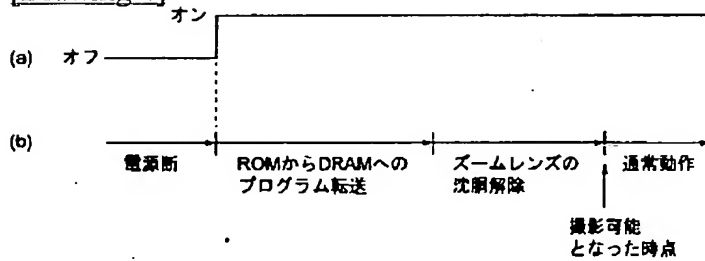 オン
(a) オフ
(b)
電源断
ROMからDRAMへの
プログラム転送
ズームレンズの
沈胴解除
通常動作
撮影可能
となった時点